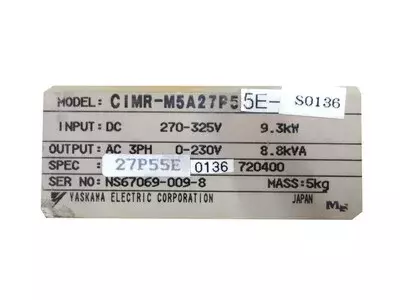 MODEL: CIMR-M5A27P5 5E- S0136
INPUT: DC 270-325V 9.3kW
OUTPUT: AC 3PH 0-230V 8.8kVA
SPEC : 27P55E 0136 720400
SER NO: NS67069-009-8 MASS: 5kg
YASKAWA ELECTRIC CORPORATION JAPAN